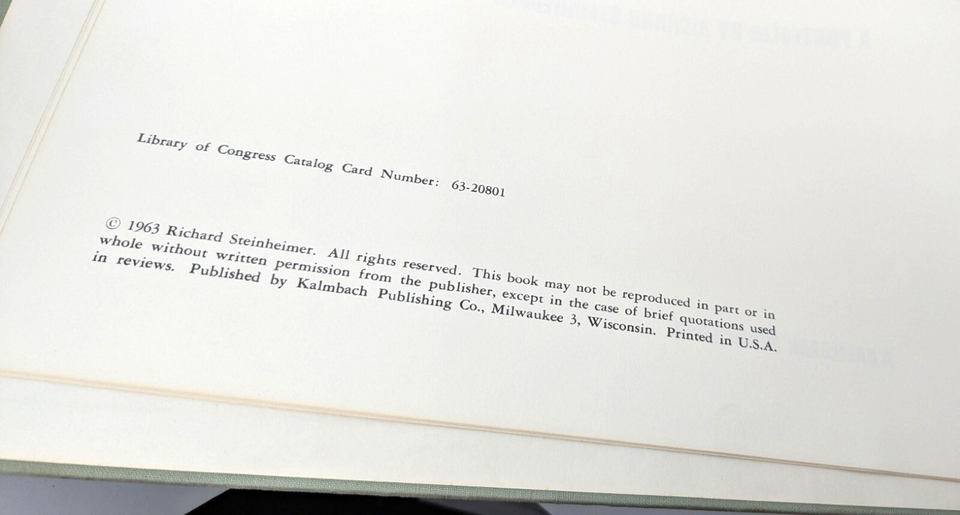 Library of Congress Catalog Card Number: 63-20801
© 1963 Richard Steinheimer. All rights reserved. This book may not be reproduced in part or in
whole without written permission from the publisher, except in the case of brief quotations used
in reviews. Published by Kalmbach Publishing Co., Milwaukee 3, Wisconsin. Printed in U.S.A.